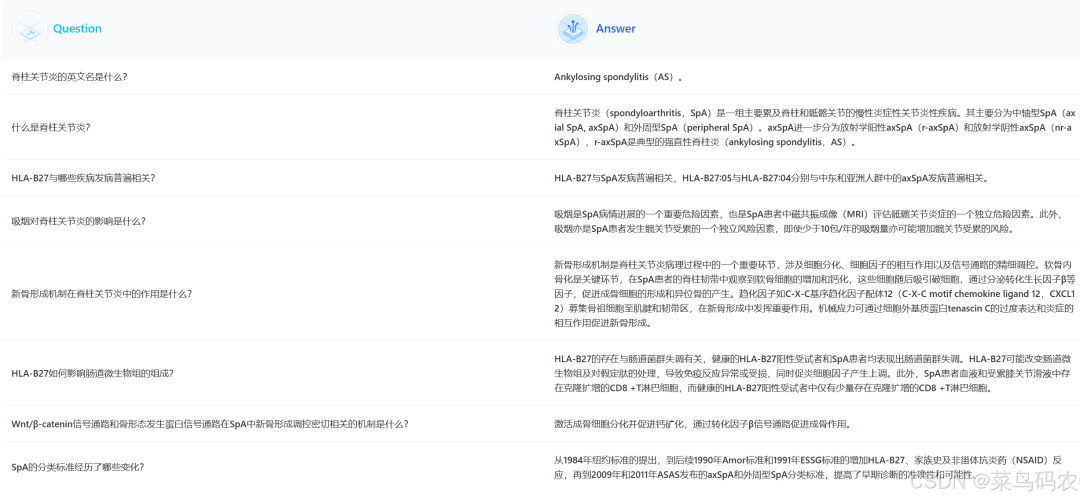 Question
Answer
脊柱关节炎的英文名是什么?
Ankylosing spondylitis（AS）。
什么是脊柱关节炎?
脊柱关节炎（spondyloarthritis，SpA）是一组主要累及脊柱和骶髂关节的慢性炎症性关节炎性疾病。其主要分为中轴型SpA（ax
ial SpA, axSpA）和外周型SpA（peripheral SpA）。axSpA进一步分为放射学阳性axSpA（r-axSpA）和放射学阴性axSpA（nr-a
xSpA），r-axSpA是典型的强直性脊柱炎（ankylosing spondylitis，AS）。
HLA-B27与哪些疾病发病普遍相关?
HLA-B27与SpA发病普遍相关，HLA-B27:05与HLA-B27:04分别与中东和亚洲人群中的axSpA发病普遍相关。
吸烟对脊柱关节炎的影响是什么?
吸烟是SpA病情进展的一个重要危险因素，也是SpA患者中磁共振成像（MRI）评估骶髂关节炎症的一个独立危险因素。此外，
吸烟亦是SpA患者发生髋关节受累的一个独立风险因素，即使少于10包/年的吸烟量亦可能增加髋关节受累的风险。
新骨形成机制在脊柱关节炎中的作用是什么?
新骨形成机制是脊柱关节炎病理过程中的一个重要环节，涉及细胞分化、细胞因子的相互作用以及信号通路的精细调控。软骨内
骨化是关键环节，在SpA患者的脊柱韧带中观察到软骨细胞的增加和钙化，这些细胞随后吸引破细胞，通过分泌转化生长因子β等
因子，促进成骨细胞的形成和异位骨的产生。趋化因子如C-X-C基序趋化因子配体12（C-X-C motif chemokine ligand 12，CXCL1
2）募集骨祖细胞至肌腱和韧带区，在新骨形成中发挥重要作用。机械应力可通过细胞外基质蛋白tenascin C的过度表达和炎症的
相互作用促进新骨形成。
HLA-B27如何影响肠道微生物组的组成?
HLA-B27的存在与肠道菌群失调有关，健康的HLA-B27阳性受试者和SpA患者均表现出肠道菌群失调。HLA-B27可能改变肠道微
生物组及对假定肽的处理，导致免疫反应异常或受损，同时促炎细胞因子产生上调。此外，SpA患者血液和受累膝关节滑液中存
在克隆扩增的CD8 +T淋巴细胞，而健康的HLA-B27阳性受试者中仅有少量存在克隆扩增的CD8 +T淋巴细胞。
Wnt/β-catenin信号通路和骨形态发生蛋白信号通路在SpA中新骨形成调控密切相关的机制是什么?
激活成骨细胞分化并促进钙矿化，通过转化因子β信号通路促进成骨作用。
SpA的分类标准经历了哪些变化?
从1984年纽约标准的提出，到后续1990年Amor标准和1991年ESSG标准的增加HLA-B27、家族史及非甾体抗炎药（NSAID）反
应，再到2009年和2011年ASAS发布的axSpA和外周型SpA分类标准，提高了早期诊断的准确性和可能性。
CSDN @菜鸟码农